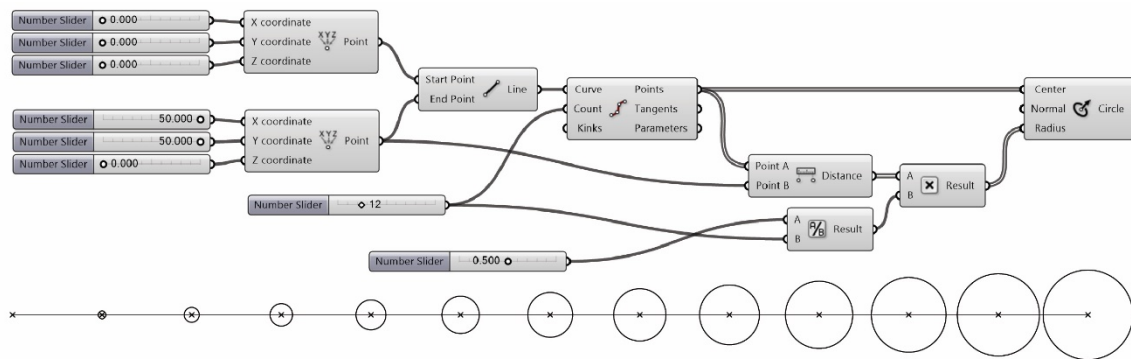 Number Slider 0.000
Number Slider 0.000
Number Slider 0.000
X coordinate
Y coordinate
Z coordinate
XYZ
Point
Start Point
End Point
Line
Curve
Count
Kinks
Points
Tangents
Parameters
Center
Normal
Radius
Circle
Number Slider 50.000
Number Slider 50.000
Number Slider 0.000
X coordinate
Y coordinate
Z coordinate
XYZ
Point
Point A
Point B
Distance
A
B
Result
Number Slider 12
A
B
A/B
Result
Number Slider 0.500